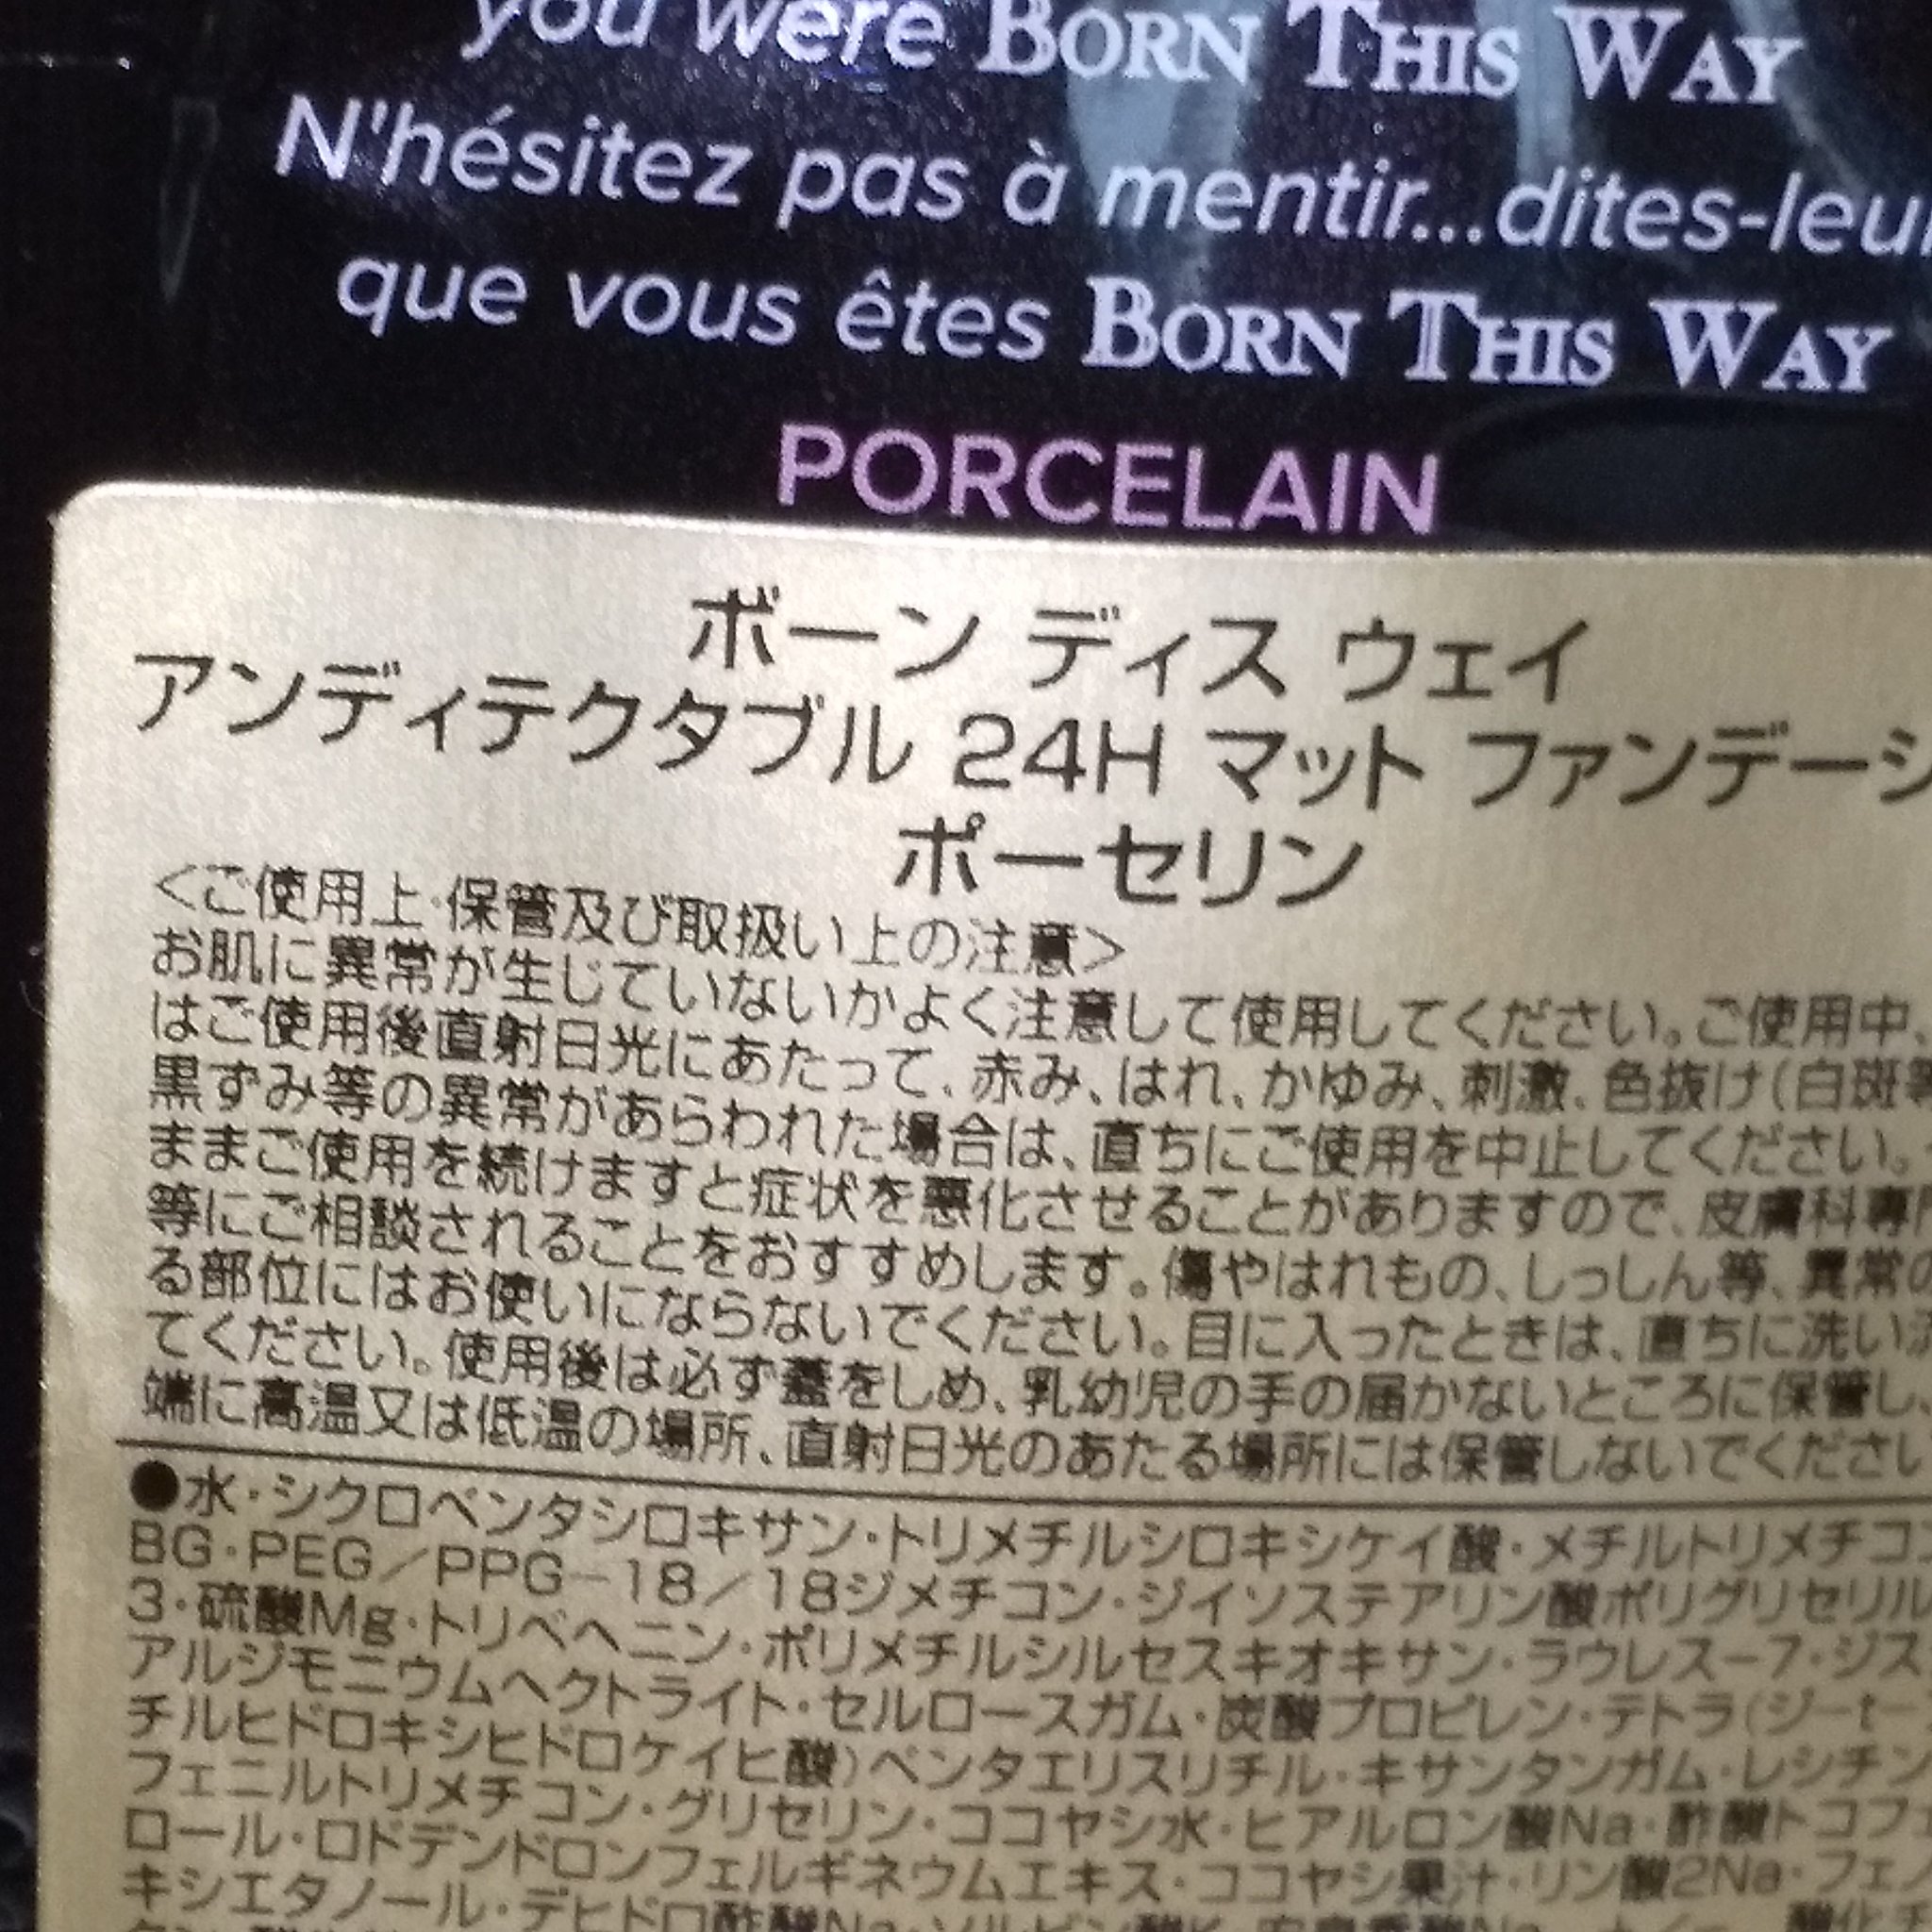 you were BORN THIS WAY
N'hésitez pas à mentir...dites-leur
que vous êtes BORN THIS WAY
PORCELAIN
ボーン ディス ウェイ
アンディテクタブル 24H マット ファンデーシ
ポーセリン
<ご使用上・保管及び取扱い上の注意>
お肌に異常が生じていないかよく注意して使用してください。ご使用中、
はご使用後直射日光にあたって、赤み、はれ、かゆみ、刺激、色抜け(白斑等
黒ずみ等の異常があらわれた場合は、直ちにご使用を中止してください。
ままご使用を続けますと症状を悪化させることがありますので、皮膚科専門
等にご相談されることをおすすめします。傷やはれもの、しっしん等、異常の
る部位にはお使いにならないでください。目に入ったときは、直ちに洗い流
てください。使用後は必ず蓋をしめ、乳幼児の手の届かないところに保管し、
端に高温又は低温の場所、直射日光のあたる場所には保管しないでください
●水・シクロペンタシロキサン・トリメチルシロキシケイ酸・メチルトリメチコ
BG・PEG/PPG-18/18ジメチコン・ジイソステアリン酸ポリグリセリル
3・硫酸Mg・トリベヘニン・ポリメチルシルセスキオキサン・ラウレス-7・ジス
アルジモニウムヘクトライト・セルロースガム・炭酸プロピレン・テトラ(ジ-t-
チルヒドロキシヒドロケイヒ酸)ペンタエリスリチル・キサンタンガム・レシチン
フェニルトリメチコン・グリセリン・ココヤシ水・ヒアルロン酸Na・酢酸トコフェ
ロール・ロドデンドロンフェルギネウムエキス・ココヤシ果汁・リン酸2Na・フェノ
キシエタノール・デヒドロ酢酸Na・ソルビン酸K・安息香酸Na